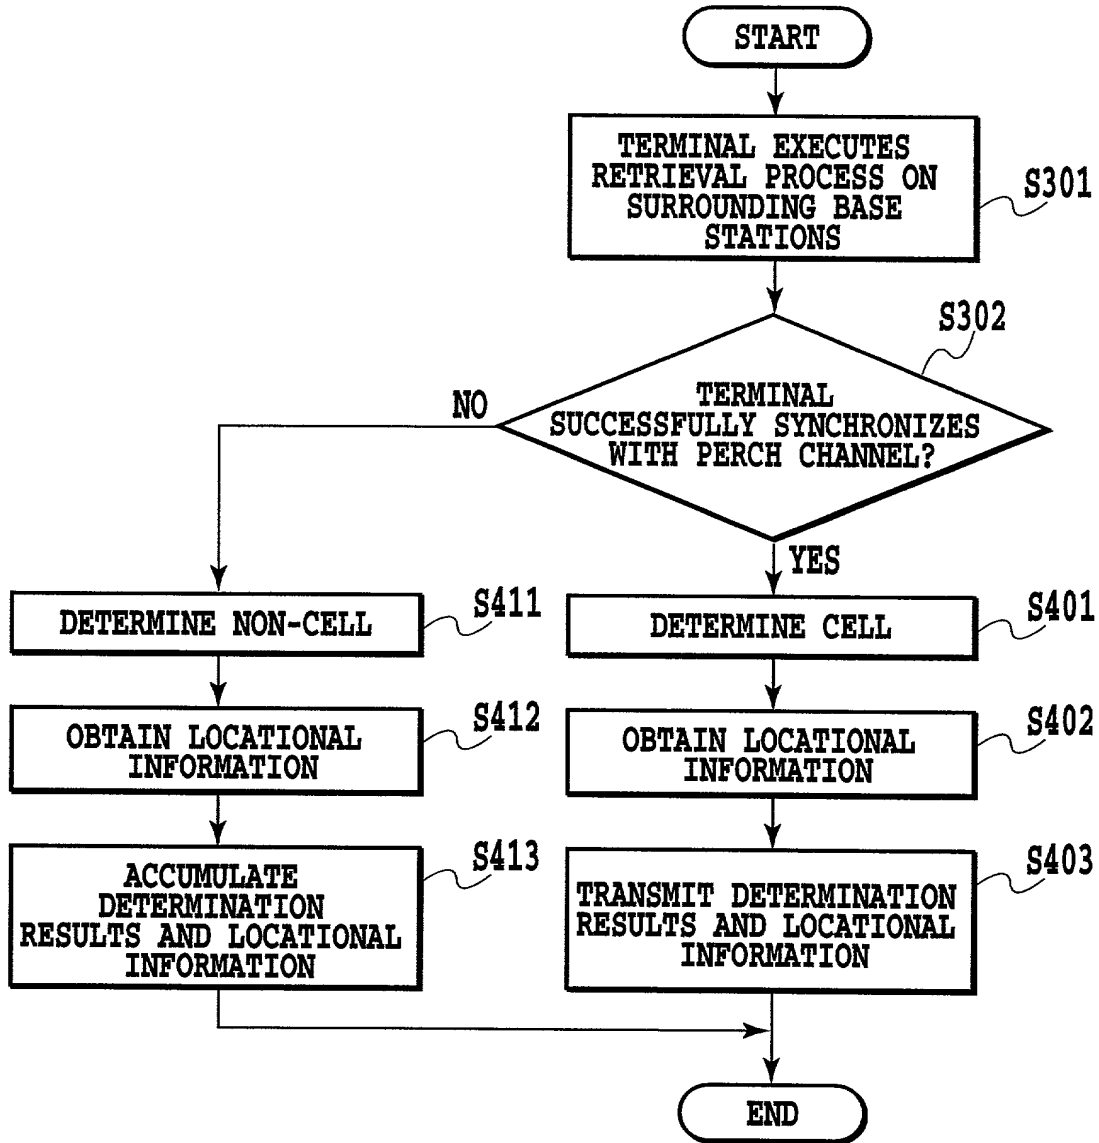 START
TERMINAL EXECUTES
RETRIEVAL PROCESS ON
SURROUNDING BASE
STATIONS
S301
S302
TERMINAL
SUCCESSFULLY SYNCHRONIZES
WITH PERCH CHANNEL?
NO
YES
DETERMINE NON-CELL
S411
DETERMINE CELL
S401
OBTAIN LOCATIONAL
INFORMATION
S412
OBTAIN LOCATIONAL
INFORMATION
S402
ACCUMULATE
DETERMINATION
RESULTS AND LOCATIONAL
INFORMATION
S413
TRANSMIT DETERMINATION
RESULTS AND LOCATIONAL
INFORMATION
S403
END